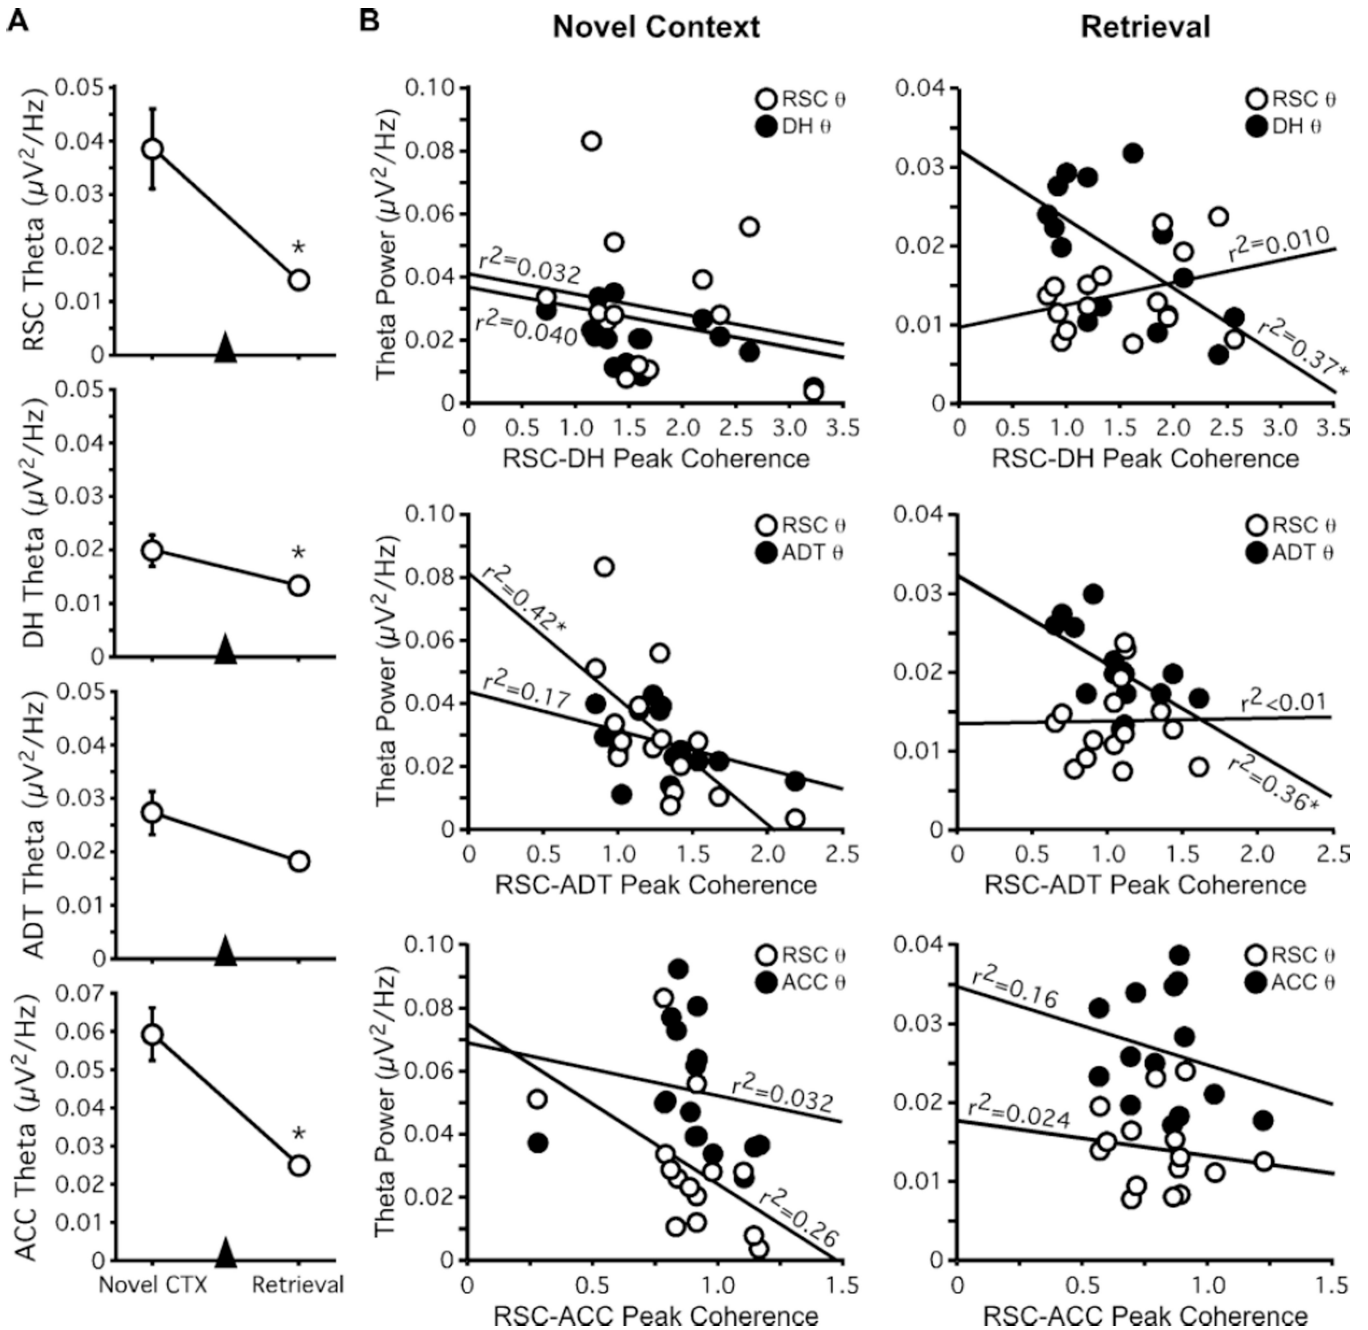 A
RSC Theta (µV2/Hz)
0.05
0.04
0.03
0.02
0.01
0
*
DH Theta (µV2/Hz)
0.05
0.04
0.03
0.02
0.01
0
*
ADT Theta (µV2/Hz)
0.05
0.04
0.03
0.02
0.01
0
ACC Theta (µV2/Hz)
0.07
0.06
0.05
0.04
0.03
0.02
0.01
0
*
Novel CTX Retrieval
B
Novel Context
Theta Power (µV2/Hz)
0.10
0.08
0.06
0.04
0.02
0
RSC θ
DH θ
r2=0.032
r2=0.040
0 0.5 1.0 1.5 2.0 2.5 3.0 3.5
RSC-DH Peak Coherence
Retrieval
0.04
0.03
0.02
0.01
0
RSC θ
DH θ
r2=0.010
r2=0.37*
0 0.5 1.0 1.5 2.0 2.5 3.0 3.5
RSC-DH Peak Coherence
Theta Power (µV2/Hz)
0.10
0.08
0.06
0.04
0.02
0
RSC θ
ADT θ
r2=0.42*
r2=0.17
0 0.5 1.0 1.5 2.0 2.5
RSC-ADT Peak Coherence
0.04
0.03
0.02
0.01
0
RSC θ
ADT θ
r2<0.01
r2=0.36*
0 0.5 1.0 1.5 2.0 2.5
RSC-ADT Peak Coherence
Theta Power (µV2/Hz)
0.10
0.08
0.06
0.04
0.02
0
RSC θ
ACC θ
r2=0.032
r2=0.26
0 0.5 1.0 1.5
RSC-ACC Peak Coherence
0.04
0.03
0.02
0.01
0
RSC θ
ACC θ
r2=0.16
r2=0.024
0 0.5 1.0 1.5
RSC-ACC Peak Coherence